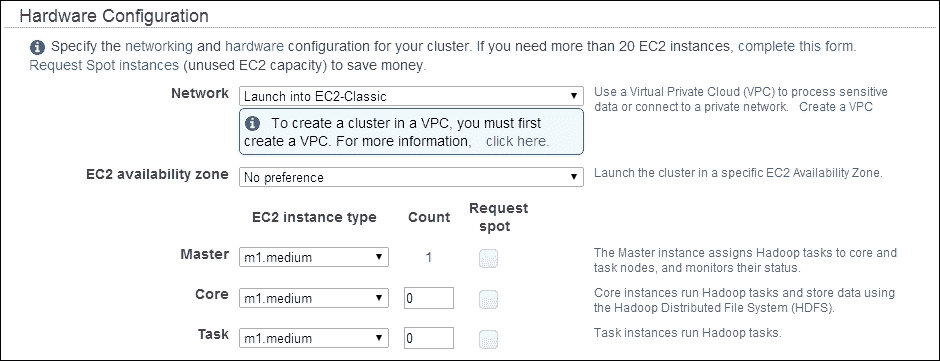 Hardware Configuration
Specify the networking and hardware configuration for your cluster. If you need more than 20 EC2 instances, complete this form.
Request Spot instances (unused EC2 capacity) to save money.
Network
Launch into EC2-Classic
Use a Virtual Private Cloud (VPC) to process sensitive
data or connect to a private network. Create a VPC
To create a cluster in a VPC, you must first
create a VPC. For more information, click here.
EC2 availability zone
No preference
Launch the cluster in a specific EC2 Availability Zone.
EC2 instance type
Count
Request
spot
Master
m1.medium
1
The Master instance assigns Hadoop tasks to core and
task nodes, and monitors their status.
Core
m1.medium
0
Core instances run Hadoop tasks and store data using
the Hadoop Distributed File System (HDFS).
Task
m1.medium
0
Task instances run Hadoop tasks.